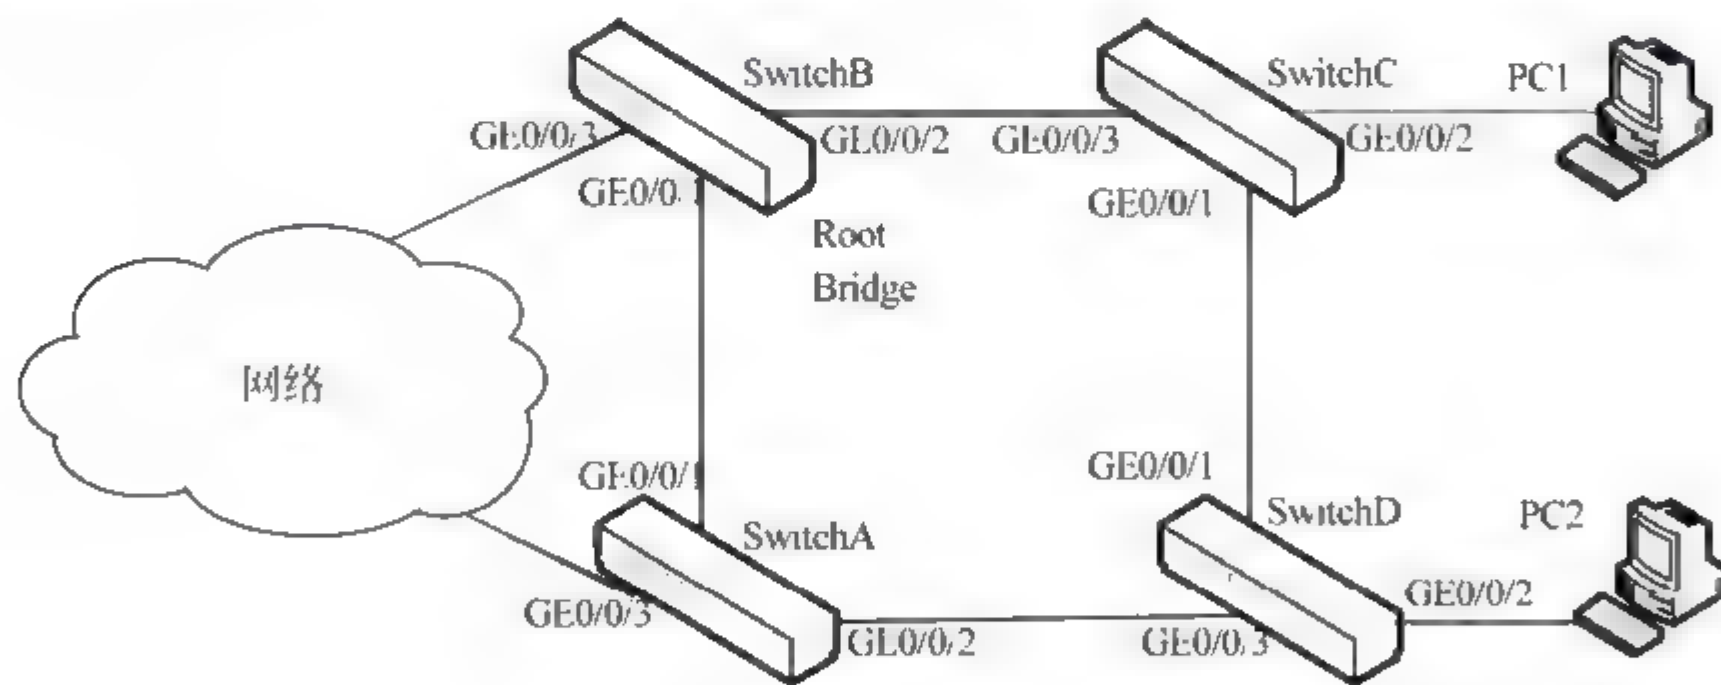 SwitchB
SwitchC
PC1
GE0/0/3
GE0/0/2
GE0/0/3
GE0/0/2
GE0/0/1
GE0/0/1
Root
Bridge
网络
GE0/0/1
GE0/0/1
SwitchA
SwitchD
PC2
GE0/0/3
GE0/0/2
GE0/0/3
GE0/0/2